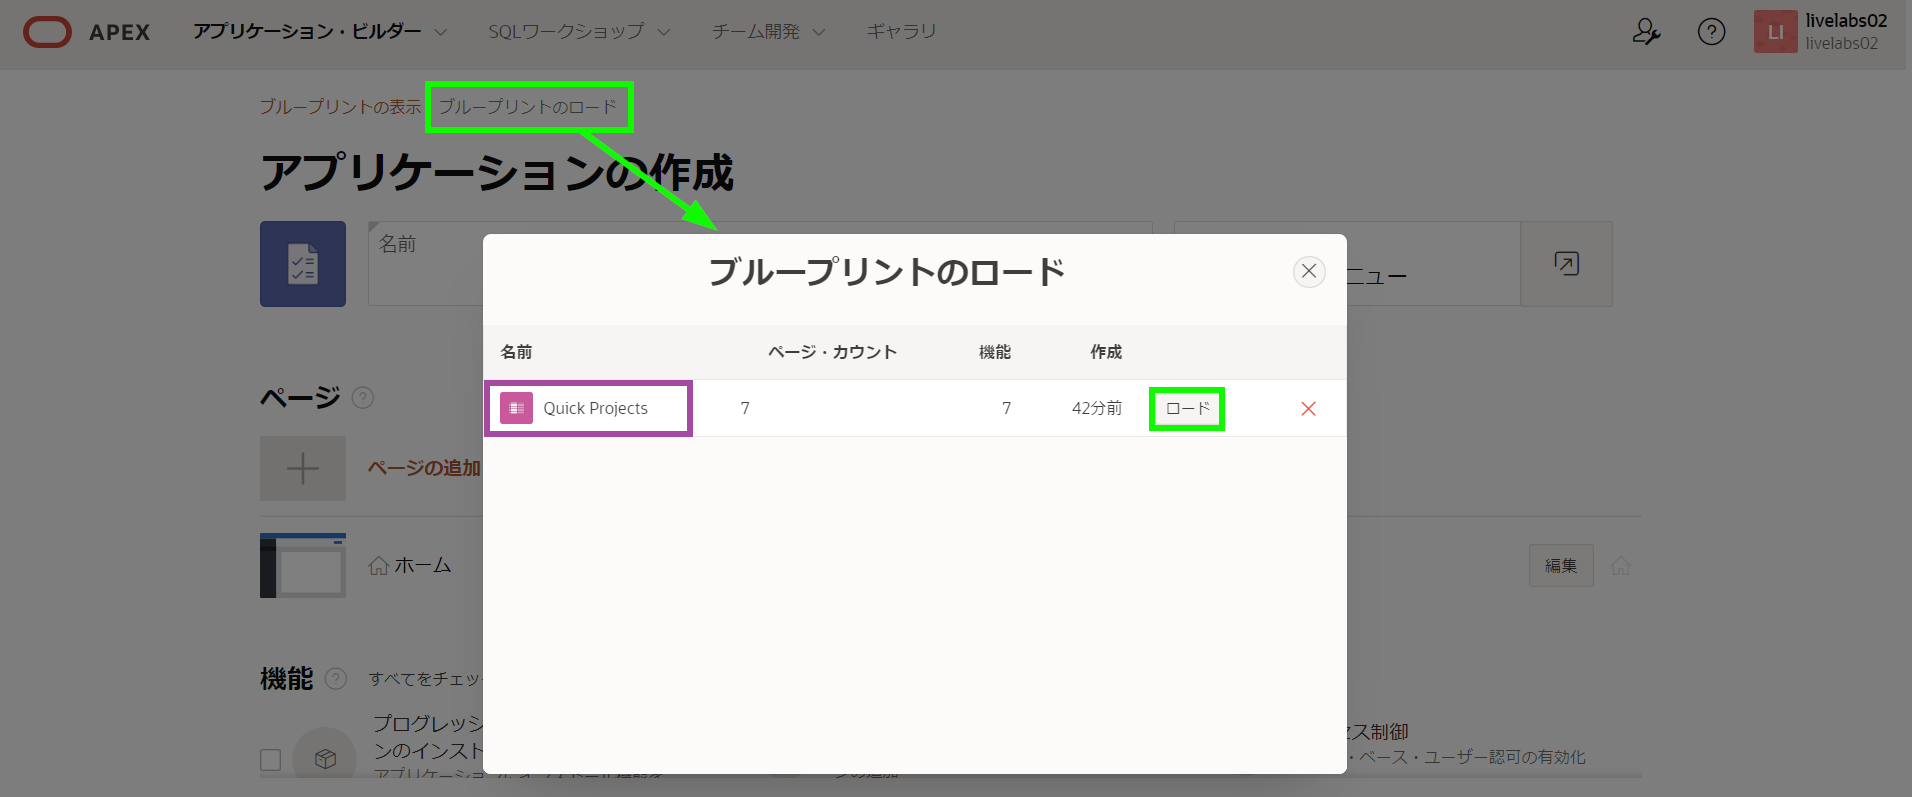 APEX アプリケーション・ビルダー SQLワークショップ チーム開発 ギャラリ ? LI livelabs02
livelabs02
ブループリントの表示 ブループリントのロード
アプリケーションの作成
名前
ニュー
ブループリントのロード
名前 ページ・カウント 機能 作成
Quick Projects 7 7 42分前 ロード
ページ ?
ページの追加
ホーム 編集
機能 ? すべてをチェッ
プログレッシ
ンのインスト
セス制御
・ベース・ユーザー認可の有効化